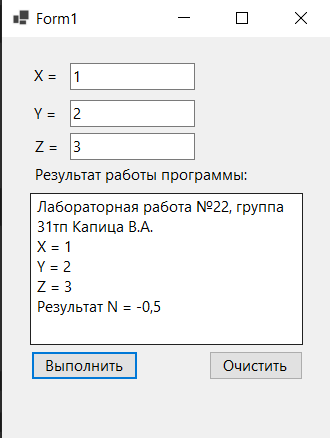 Form1
X = 1
Y = 2
Z = 3
Результат работы программы:
Лабораторная работа №22, группа
31тп Капица В.А.
X = 1
Y = 2
Z = 3
Результат N = -0,5
Выполнить Очистить